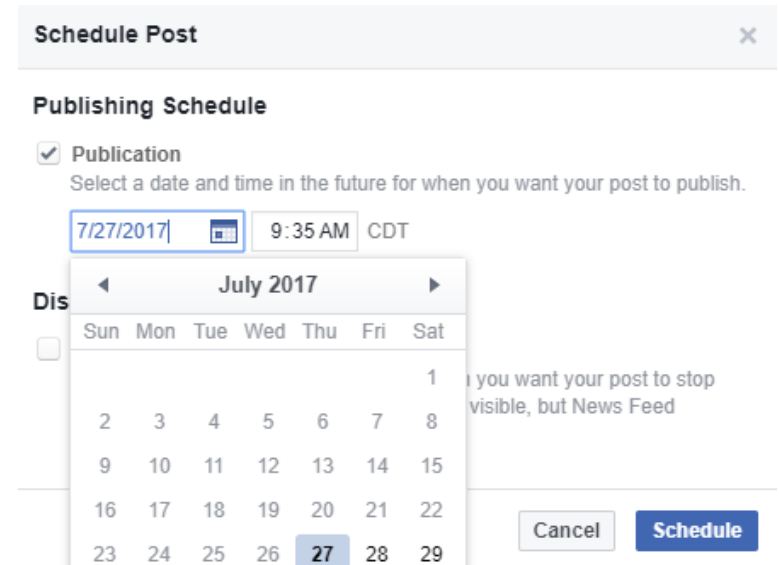 Schedule Post
Publishing Schedule
Publication
Select a date and time in the future for when you want your post to publish.
7/27/2017 9:35 AM CDT
July 2017
Dis
Sun Mon Tue Wed Thu Fri Sat
1
you want your post to stop
visible, but News Feed
2 3 4 5 6 7 8
9 10 11 12 13 14 15
16 17 18 19 20 21 22
Cancel Schedule
23 24 25 26 27 28 29